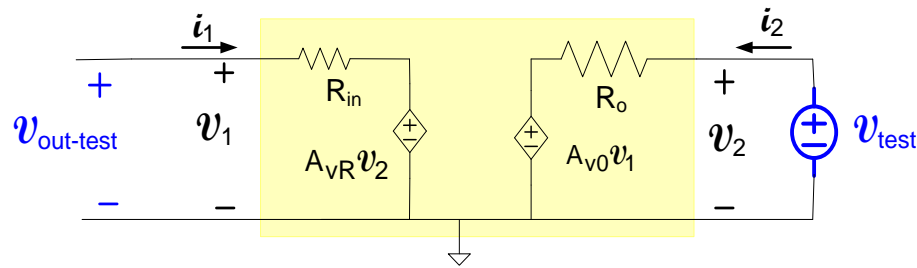 i1
i2
+
+
Rin
+
−
+
−
Ro
+
+
−
vout-test
v1
AvRv2
Av0v1
v2
vtest
−
−
−